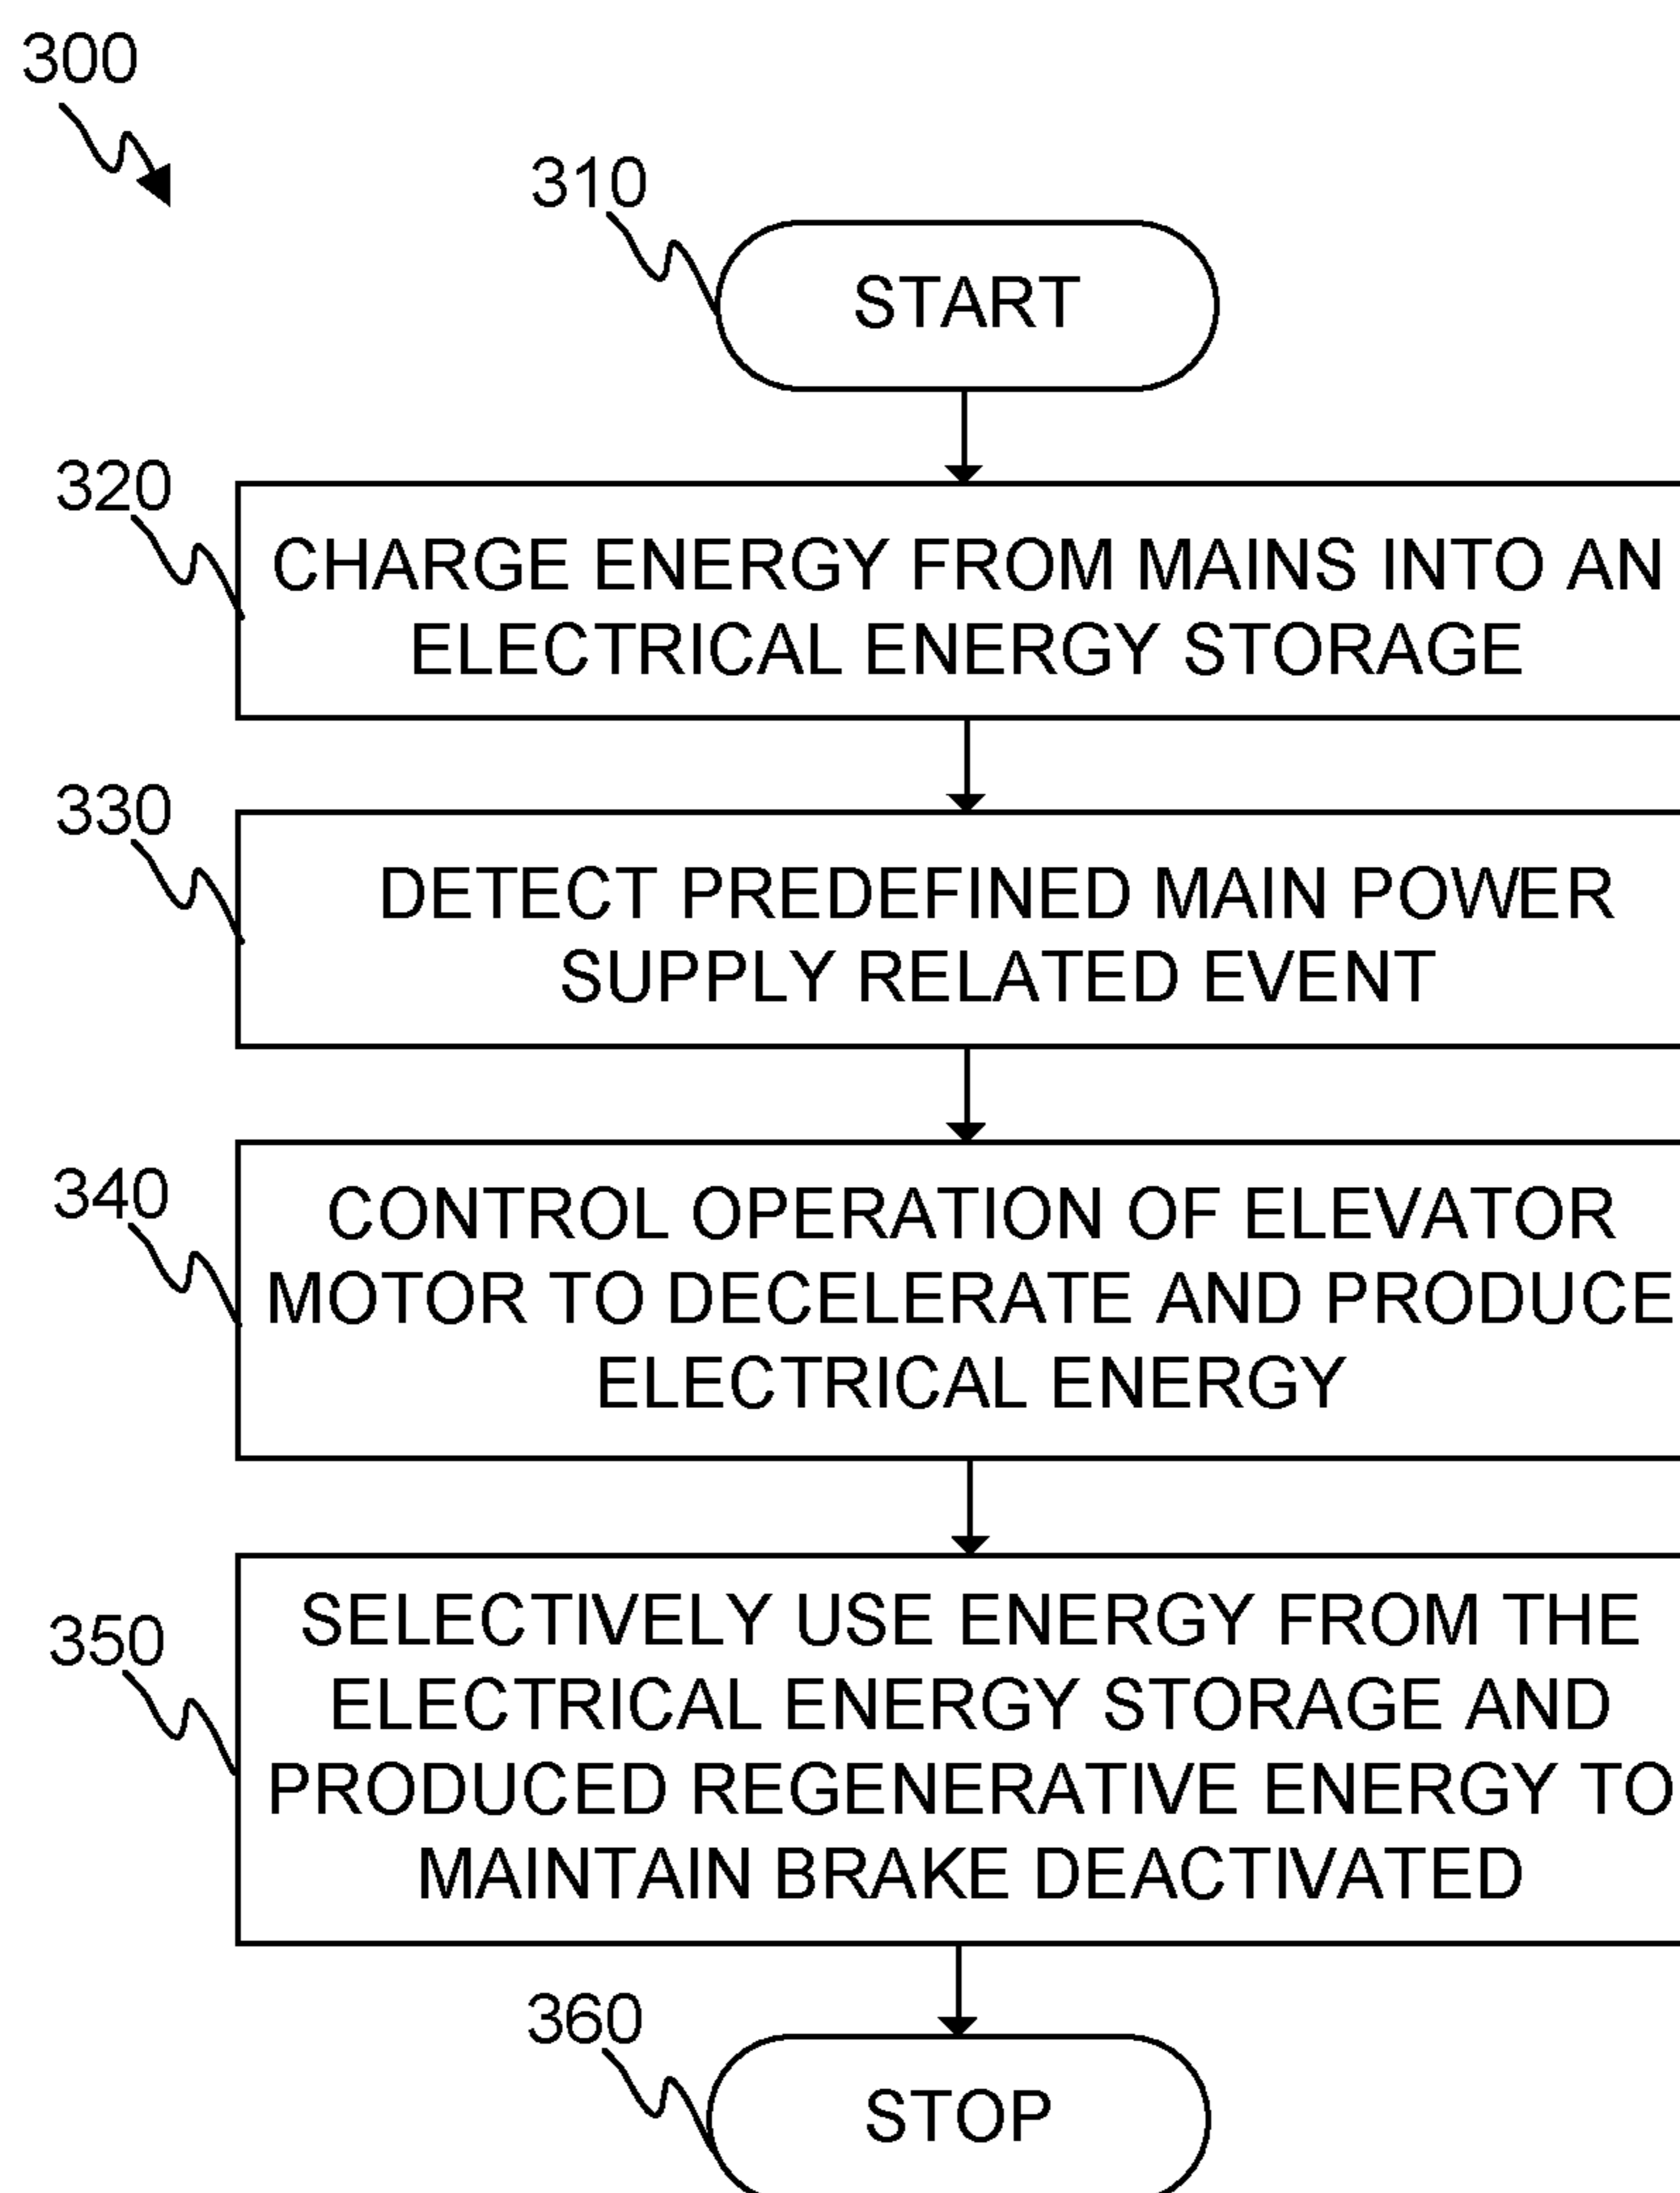 300
310
START
320
CHARGE ENERGY FROM MAINS INTO AN
ELECTRICAL ENERGY STORAGE
330
DETECT PREDEFINED MAIN POWER
SUPPLY RELATED EVENT
340
CONTROL OPERATION OF ELEVATOR
MOTOR TO DECELERATE AND PRODUCE
ELECTRICAL ENERGY
350
SELECTIVELY USE ENERGY FROM THE
ELECTRICAL ENERGY STORAGE AND
PRODUCED REGENERATIVE ENERGY TO
MAINTAIN BRAKE DEACTIVATED
360
STOP